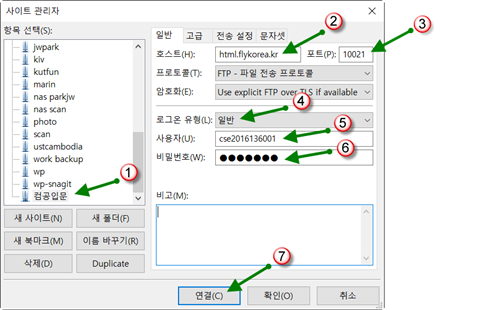 사이트 관리자
항목 선택(S):
jwpark
kiv
kutfun
marin
nas parkjw
nas scan
photo
scan
ustcambodia
work backup
wp
wp-snagit
컴공입문
새 사이트(N) 새 폴더(F)
새 북마크(M) 이름 바꾸기(R)
삭제(D) Duplicate
일반 고급 전송 설정 문자셋
호스트(H): html.flykorea.kr 포트(P): 10021
프로토콜(T): FTP - 파일 전송 프로토콜
암호화(E): Use explicit FTP over TLS if available
로그온 유형(L): 일반
사용자(U): cse2016136001
비밀번호(W): ●●●●●●●
비고(M):
연결(C) 확인(O) 취소
1
2
3
4
5
6
7